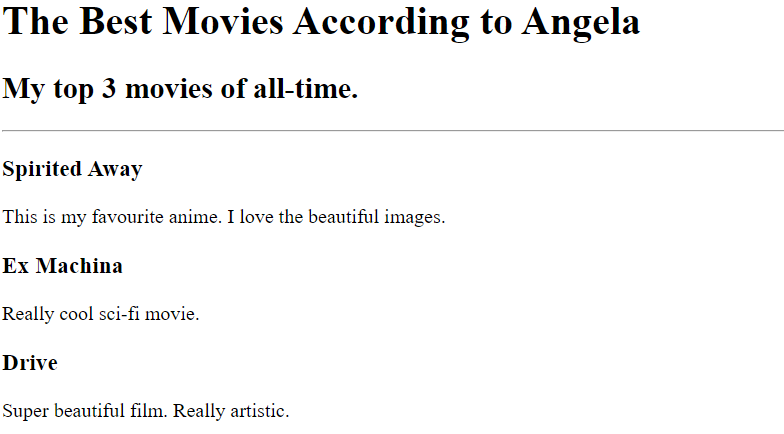 The Best Movies According to Angela
My top 3 movies of all-time.
Spirited Away
This is my favourite anime. I love the beautiful images.
Ex Machina
Really cool sci-fi movie.
Drive
Super beautiful film. Really artistic.